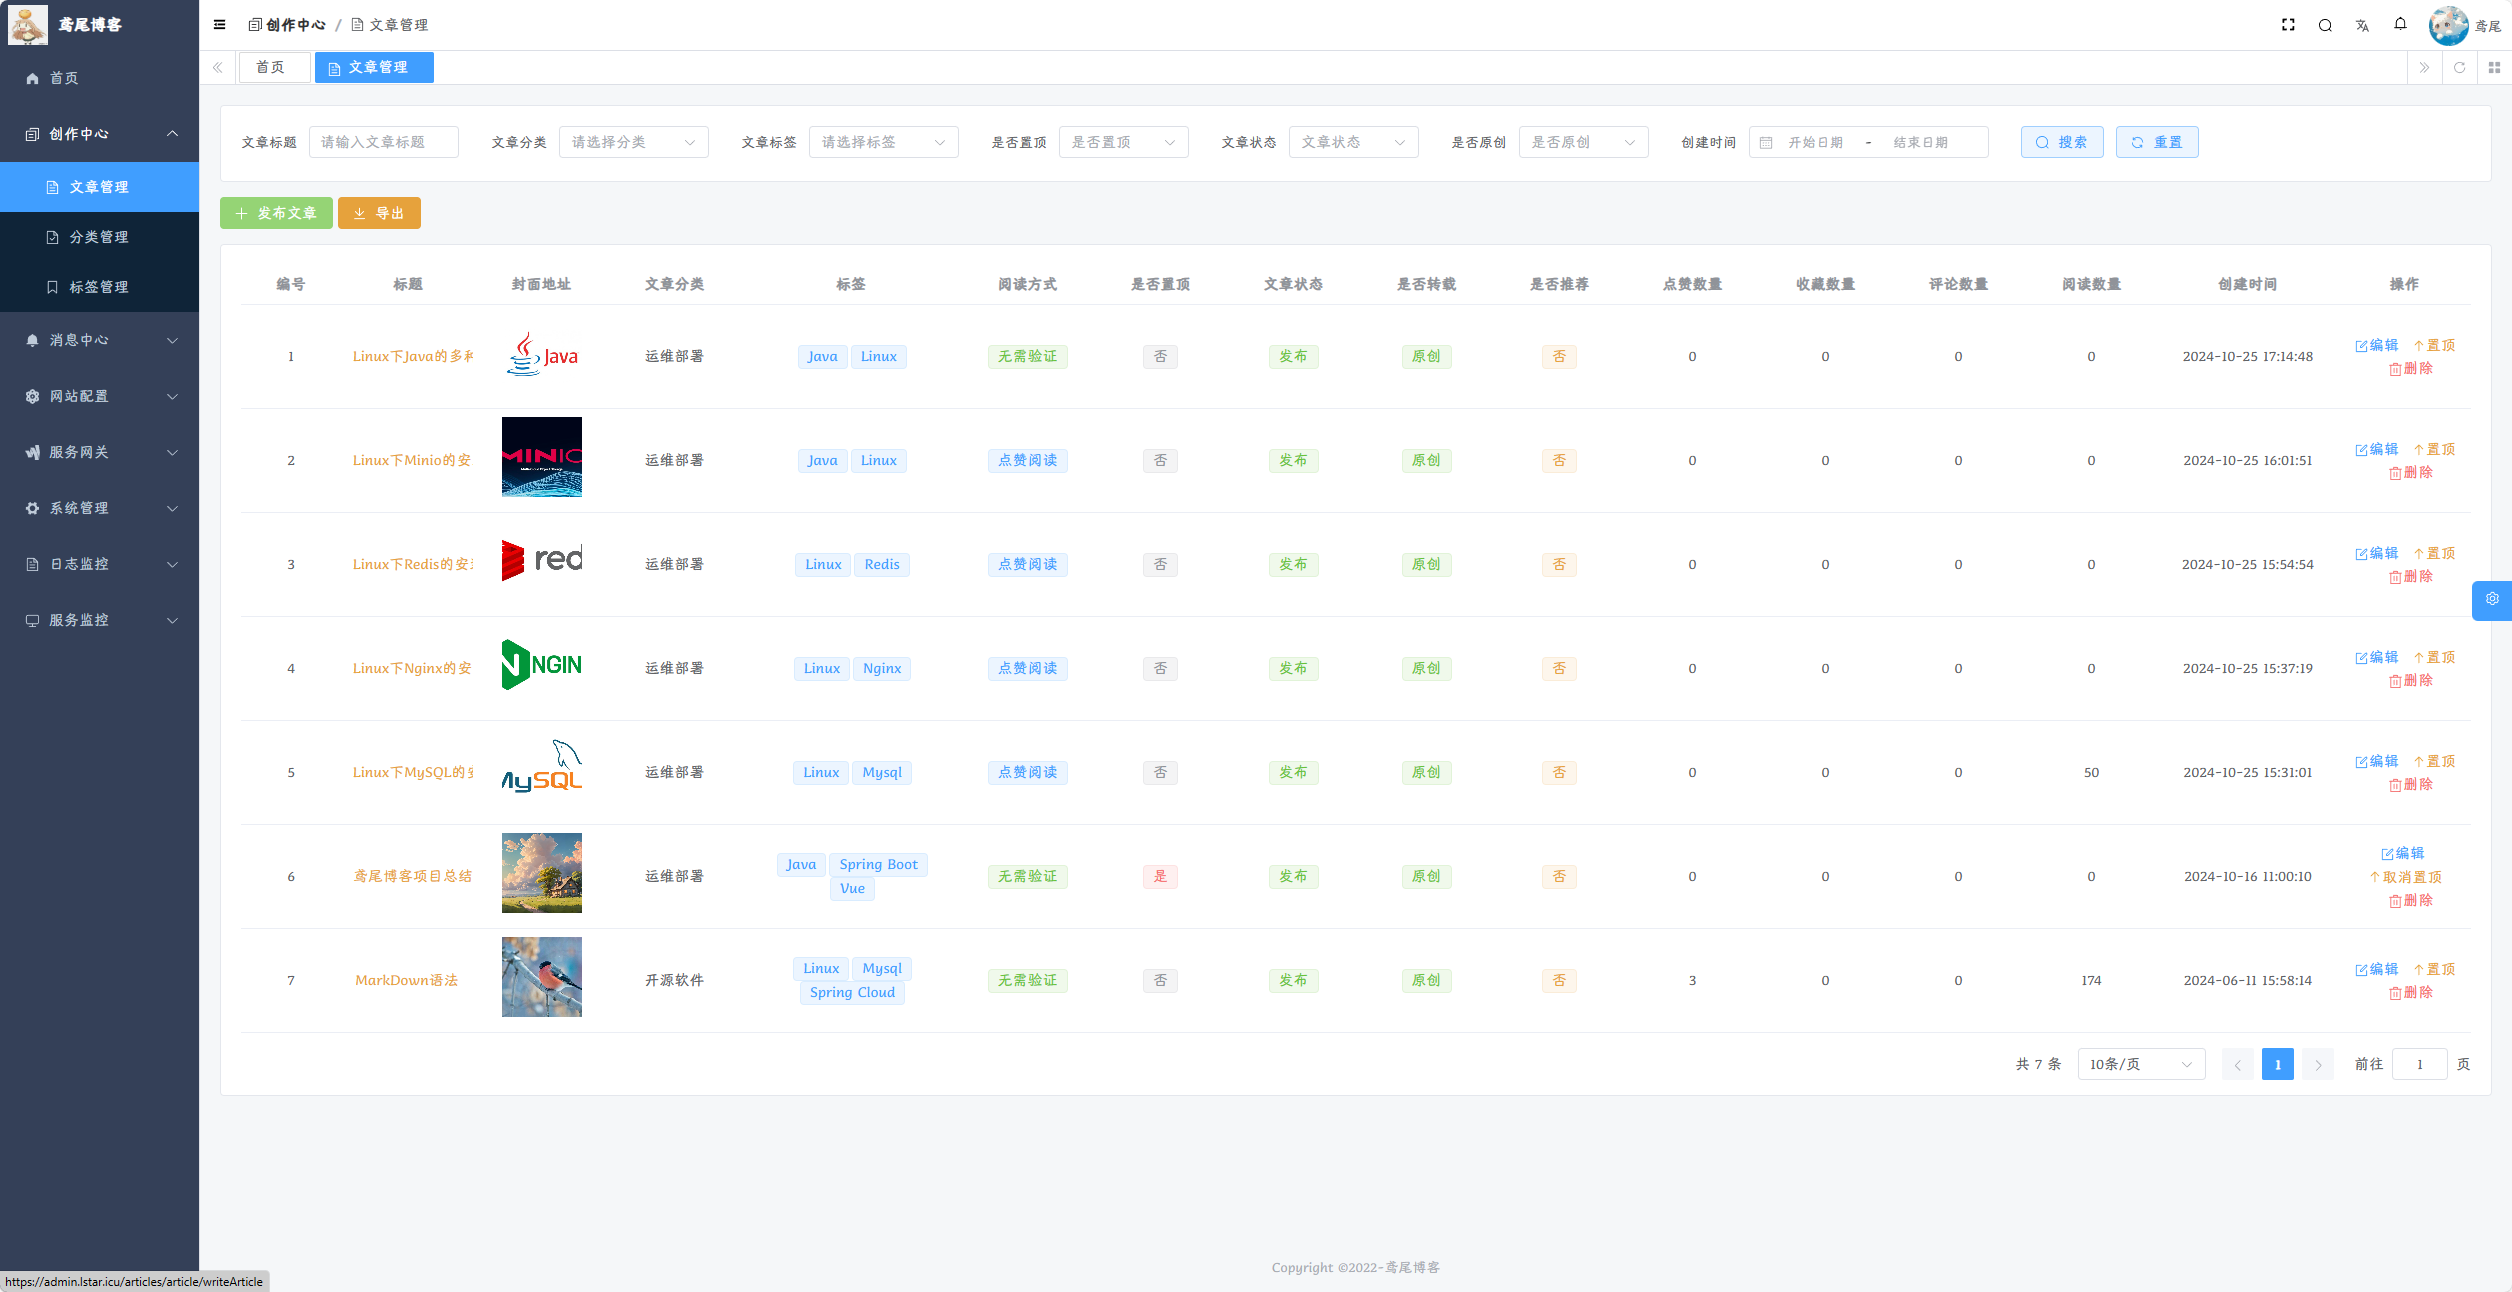 鸢尾博客
首页
创作中心
文章管理
分类管理
标签管理
消息中心
网站配置
服务网关
系统管理
日志监控
服务监控
创作中心 / 文章管理
鸢尾
首页 文章管理
文章标题 请输入文章标题 文章分类 请选择分类 文章标签 请选择标签 是否置顶 是否置顶 文章状态 文章状态 是否原创 是否原创 创建时间 开始日期 - 结束日期 搜索 重置
发布文章 导出
编号 标题 封面地址 文章分类 标签 阅读方式 是否置顶 文章状态 是否转载 是否推荐 点赞数量 收藏数量 评论数量 阅读数量 创建时间 操作
1 Linux下Java的多 Java 运维部署 Java Linux 无需验证 否 发布 原创 否 0 0 0 0 2024-10-25 17:14:48 编辑 置顶 删除
2 Linux下Minio的安 MINIO 运维部署 Java Linux 点赞阅读 否 发布 原创 否 0 0 0 0 2024-10-25 16:01:51 编辑 置顶 删除
3 Linux下Redis的安 red 运维部署 Linux Redis 点赞阅读 否 发布 原创 否 0 0 0 0 2024-10-25 15:54:54 编辑 置顶 删除
4 Linux下Nginx的安 NGIN 运维部署 Linux Nginx 点赞阅读 否 发布 原创 否 0 0 0 0 2024-10-25 15:37:19 编辑 置顶 删除
5 Linux下MySQL的 MySQL 运维部署 Linux Mysql 点赞阅读 否 发布 原创 否 0 0 0 50 2024-10-25 15:31:01 编辑 置顶 删除
6 鸢尾博客项目总结 运维部署 Java Spring Boot Vue 无需验证 是 发布 原创 否 0 0 0 0 2024-10-16 11:00:10 编辑 取消置顶 删除
7 MarkDown语法 开源软件 Linux Mysql Spring Cloud 无需验证 否 发布 原创 否 3 0 0 174 2024-06-11 15:58:14 编辑 置顶 删除
共 7 条 10条/页 1 前往 1 页
Copyright ©2022-鸢尾博客
https://admin.lstar.icu/articles/article/writeArticle